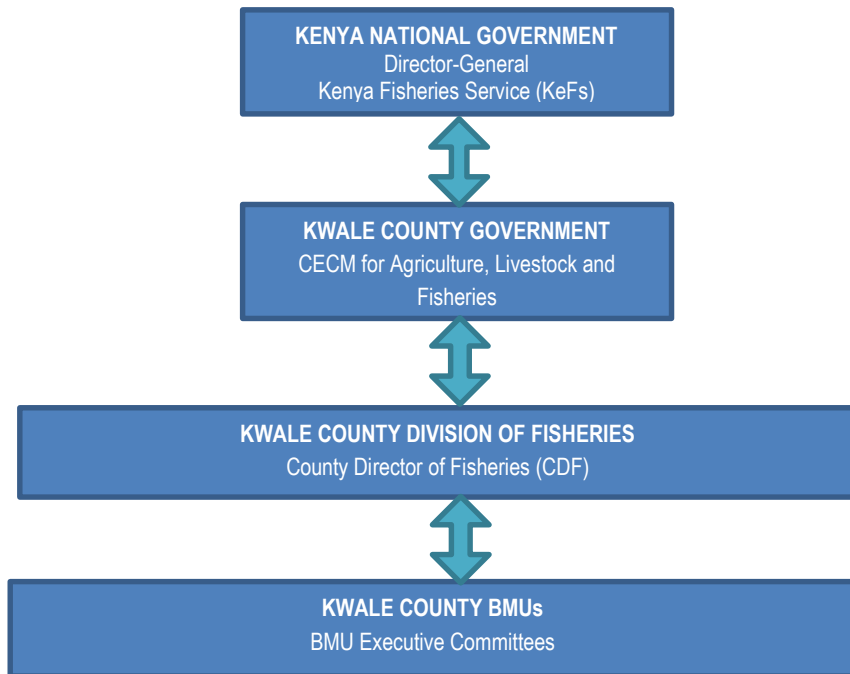 KENYA NATIONAL GOVERNMENT
Director-General
Kenya Fisheries Service (KeFs)
KWALE COUNTY GOVERNMENT
CECM for Agriculture, Livestock and
Fisheries
KWALE COUNTY DIVISION OF FISHERIES
County Director of Fisheries (CDF)
KWALE COUNTY BMUs
BMU Executive Committees